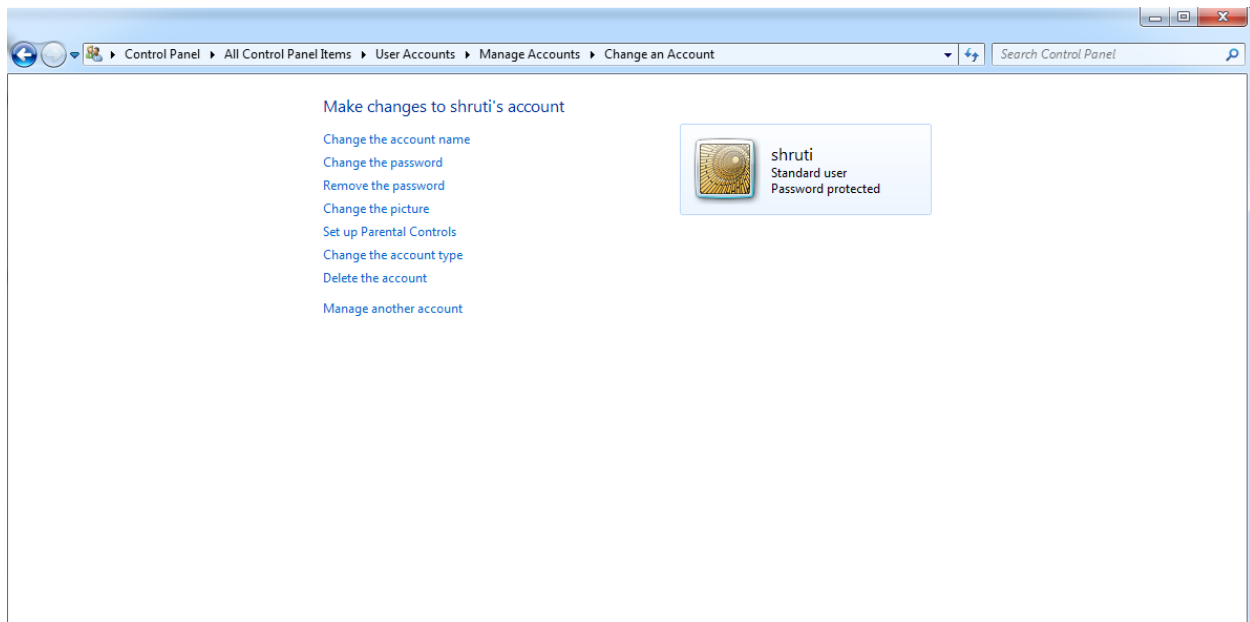 Control Panel All Control Panel Items User Accounts Manage Accounts Change an Account Search Control Panel
Make changes to shruti's account
Change the account name
Change the password
Remove the password
Change the picture
Set up Parental Controls
Change the account type
Delete the account
Manage another account
shruti
Standard user
Password protected